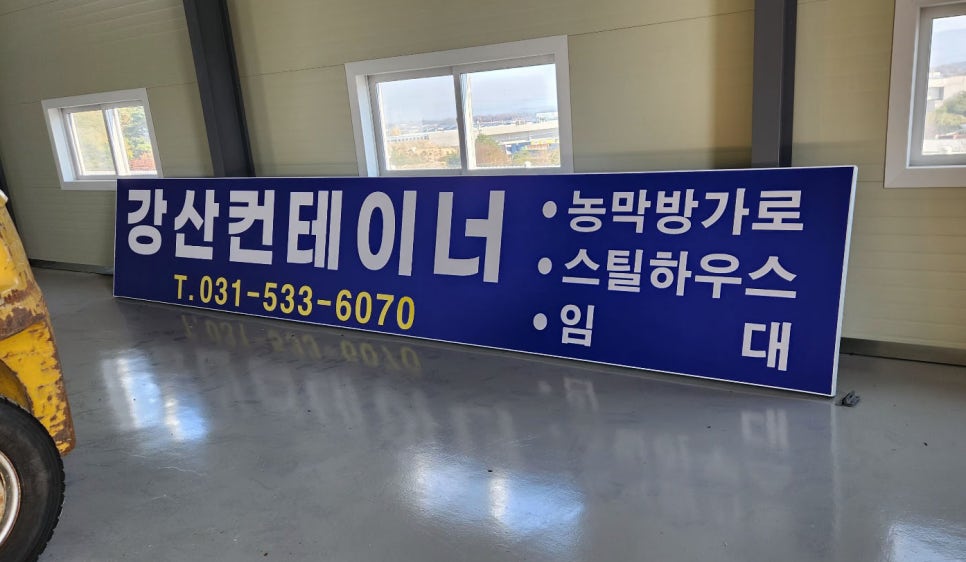 강산컨테이너
T.031-533-6070
•농막방가로
•스틸하우스
•임 대